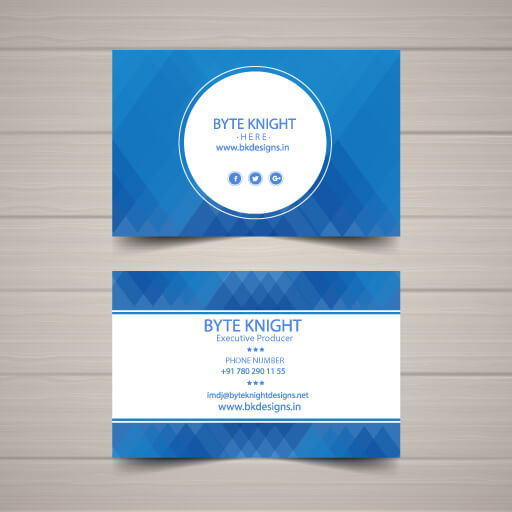 BYTE KNIGHT
·HERE·
www.bkdesigns.in
BYTE KNIGHT
Executive Producer
PHONE NUMBER
+91 780 290 11 55
imdj@byteknightdesigns.net
www.bkdesigns.in